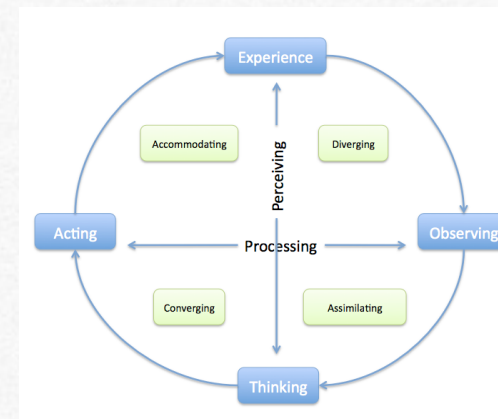 Experience
Accommodating
Diverging
Perceiving
Acting
Processing
Observing
Converging
Assimilating
Thinking